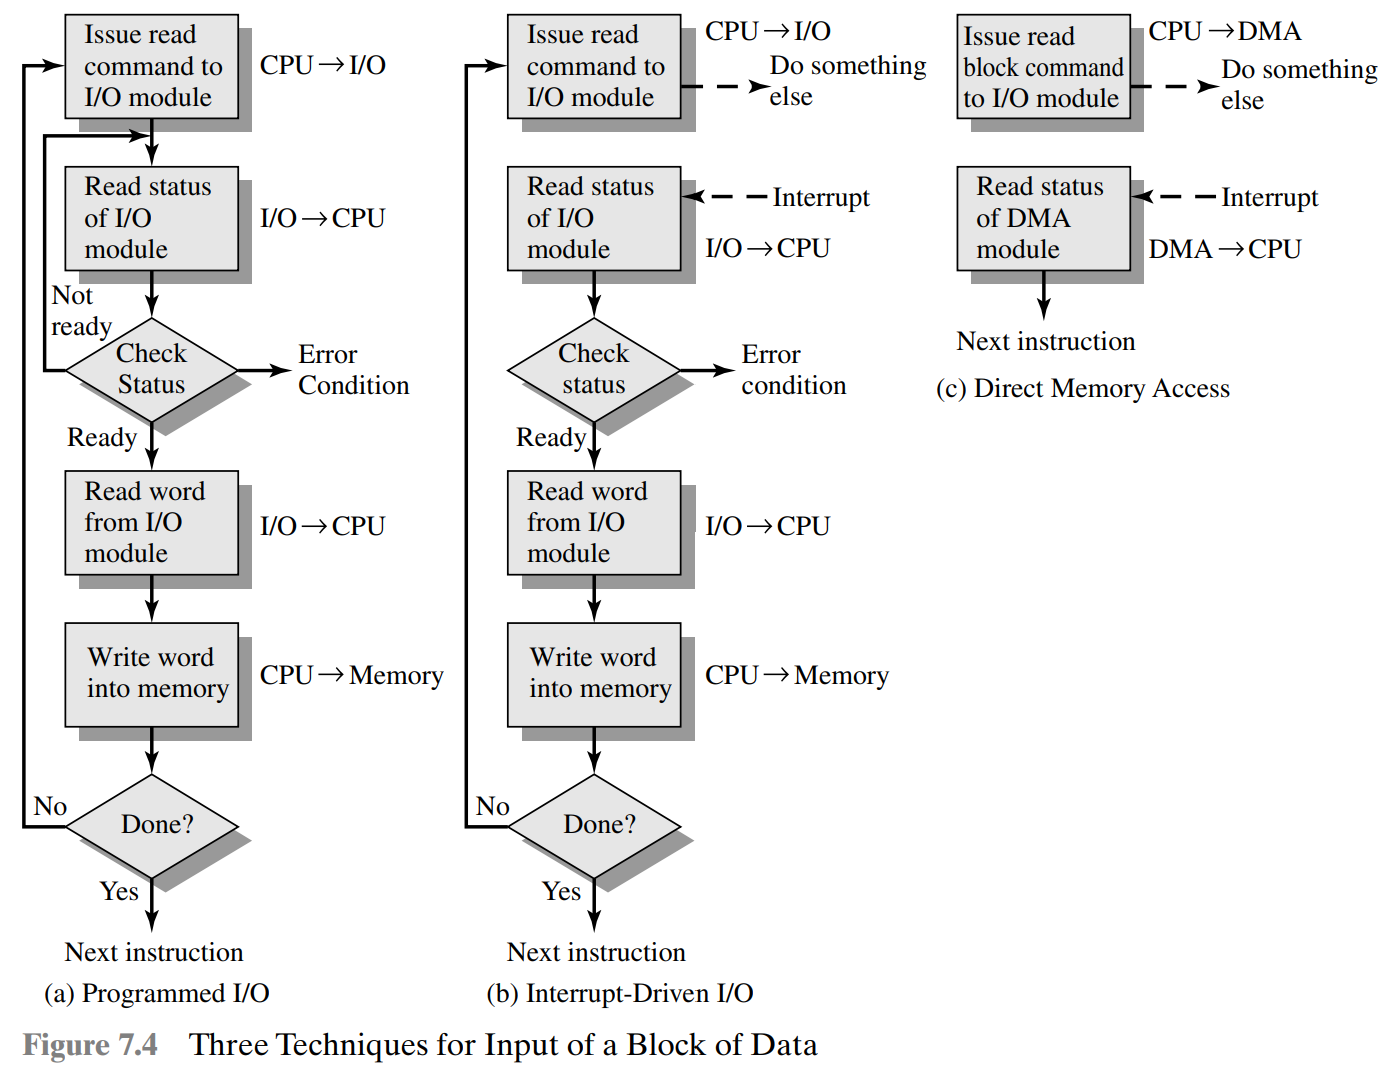 Issue read
command to
I/O module
CPU → I/O
Read status
of I/O
module
I/O → CPU
Not
ready
Check
Status
Error
Condition
Ready
Read word
from I/O
module
I/O → CPU
Write word
into memory
CPU → Memory
No
Done?
Yes
Next instruction
(a) Programmed I/O
Issue read
command to
I/O module
CPU → I/O
Do something
else
Read status
of I/O
module
Interrupt
I/O → CPU
Check
status
Error
condition
Ready
Read word
from I/O
module
I/O → CPU
Write word
into memory
CPU → Memory
No
Done?
Yes
Next instruction
(b) Interrupt-Driven I/O
Issue read
block command
to I/O module
CPU → DMA
Do something
else
Read status
of DMA
module
Interrupt
DMA → CPU
Next instruction
(c) Direct Memory Access
Figure 7.4 Three Techniques for Input of a Block of Data